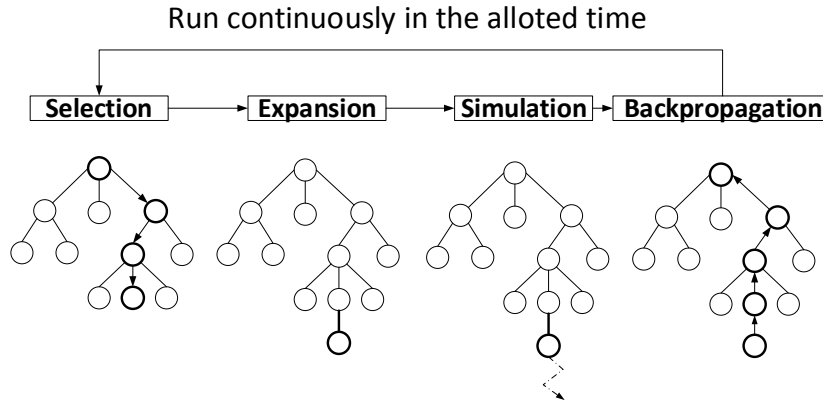 Run continuously in the alloted time
Selection
Expansion
Simulation
Backpropagation